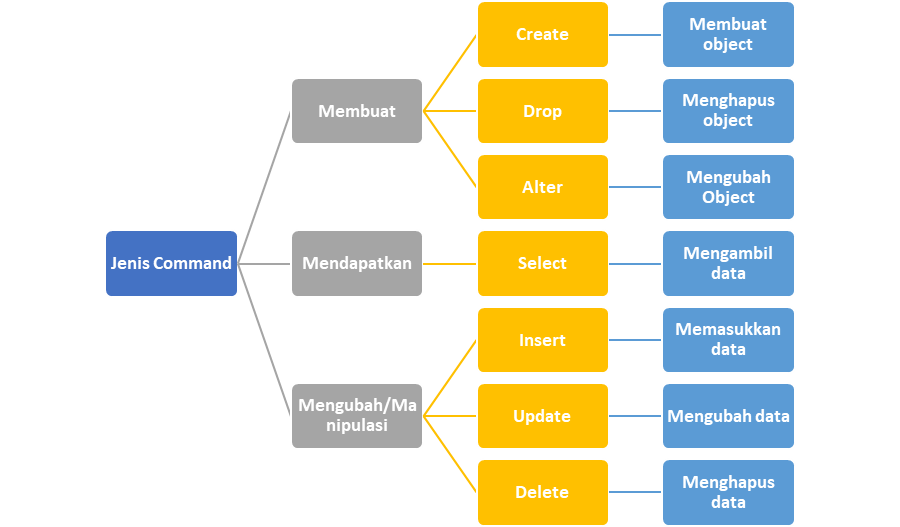 Jenis Command
Membuat
Create
Membuat
object
Drop
Menghapus
object
Alter
Mengubah
Object
Mendapatkan
Select
Mengambil
data
Mengubah/Ma
nipulasi
Insert
Memasukkan
data
Update
Mengubah data
Delete
Menghapus
data